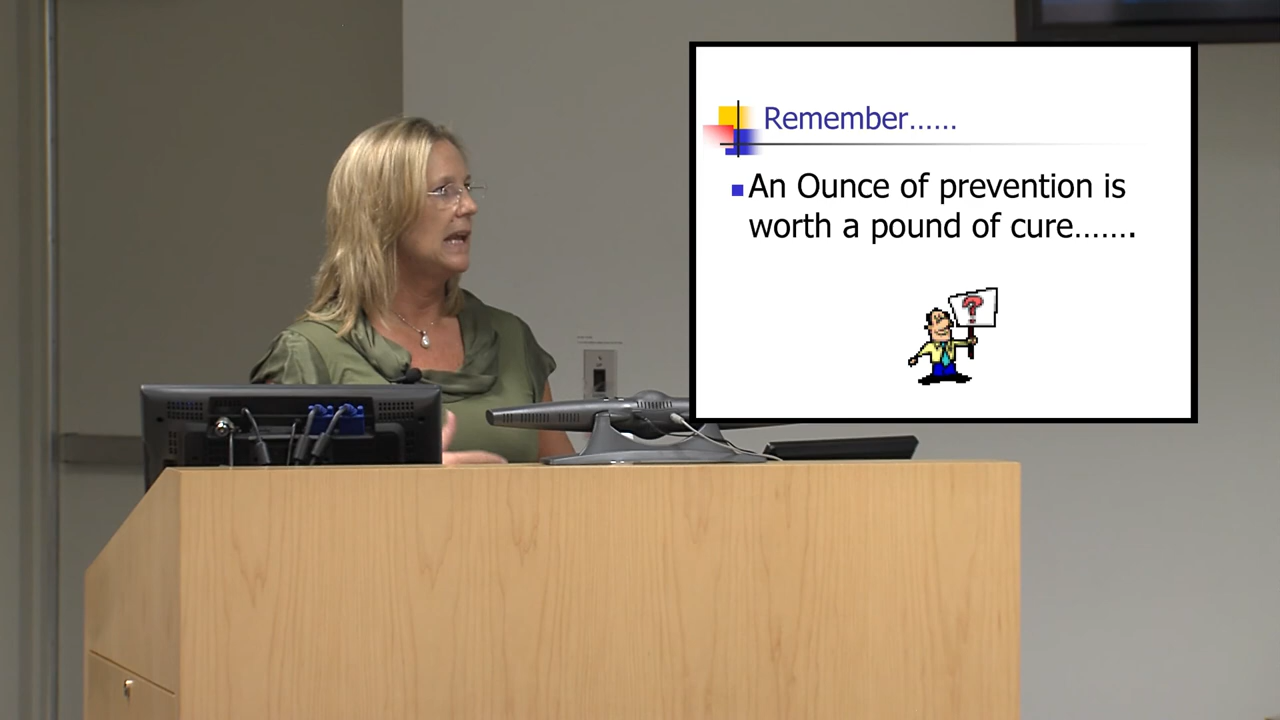 Remember......
An Ounce of prevention is
worth a pound of cure.......
?